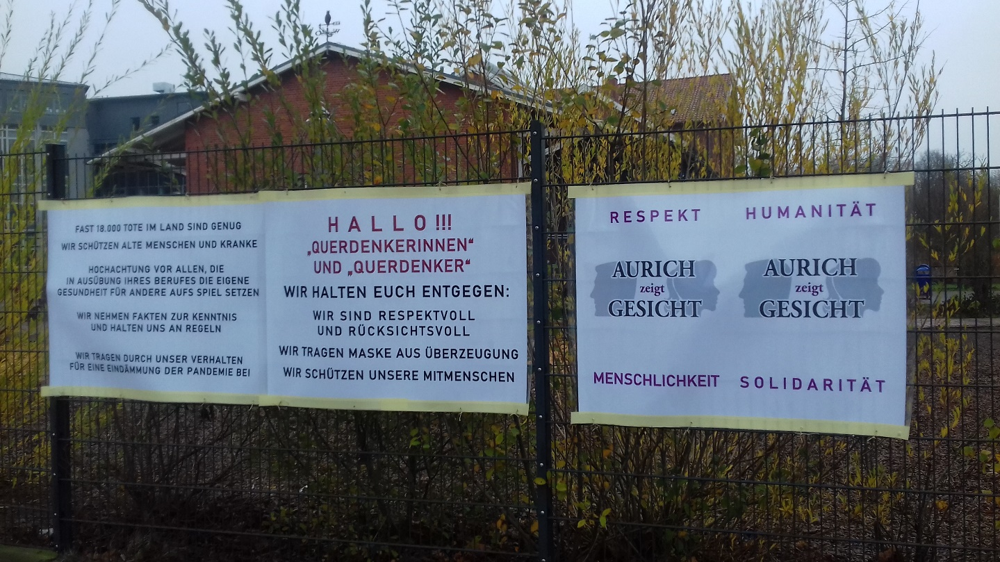 FAST 18.000 TOTE IM LAND SIND GENUG
WIR SCHÜTZEN ALTE MENSCHEN UND KRANKE
HOCHACHTUNG VOR ALLEN, DIE
IN AUSÜBUNG IHRES BERUFES DIE EIGENE
GESUNDHEIT FÜR ANDERE AUFS SPIEL SETZEN
WIR NEHMEN FAKTEN ZUR KENNTNIS
UND HALTEN UNS AN REGELN
WIR TRAGEN DURCH UNSER VERHALTEN
FÜR EINE EINDÄMMUNG DER PANDEMIE BEI
HALLO!!!
„QUERDENKERINNEN“
UND „QUERDENKER“
WIR HALTEN EUCH ENTGEGEN:
WIR SIND RESPEKTVOLL
UND RÜCKSICHTSVOLL
WIR TRAGEN MASKE AUS ÜBERZEUGUNG
WIR SCHÜTZEN UNSERE MITMENSCHEN
RESPEKT HUMANITÄT
AURICH
zeigt
GESICHT
AURICH
zeigt
GESICHT
MENSCHLICHKEIT SOLIDARITÄT